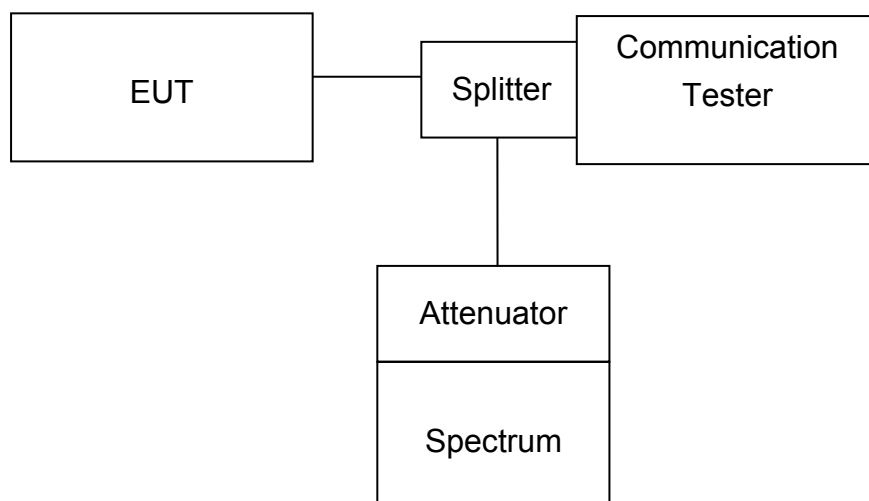 EUT
Splitter
Communication
Tester
Attenuator
Spectrum